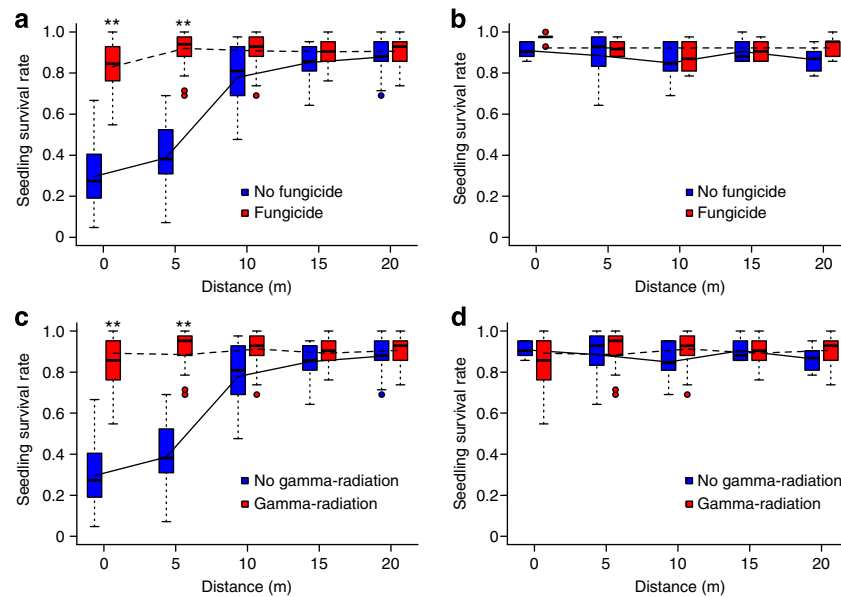 a
Seedling survival rate
1.0
0.8
0.6
0.4
0.2
0
** **
No fungicide
Fungicide
0 5 10 15 20
Distance (m)
b
Seedling survival rate
1.0
0.8
0.6
0.4
0.2
0
No fungicide
Fungicide
0 5 10 15 20
Distance (m)
c
Seedling survival rate
1.0
0.8
0.6
0.4
0.2
0
** **
No gamma-radiation
Gamma-radiation
0 5 10 15 20
Distance (m)
d
Seedling survival rate
1.0
0.8
0.6
0.4
0.2
0
No gamma-radiation
Gamma-radiation
0 5 10 15 20
Distance (m)